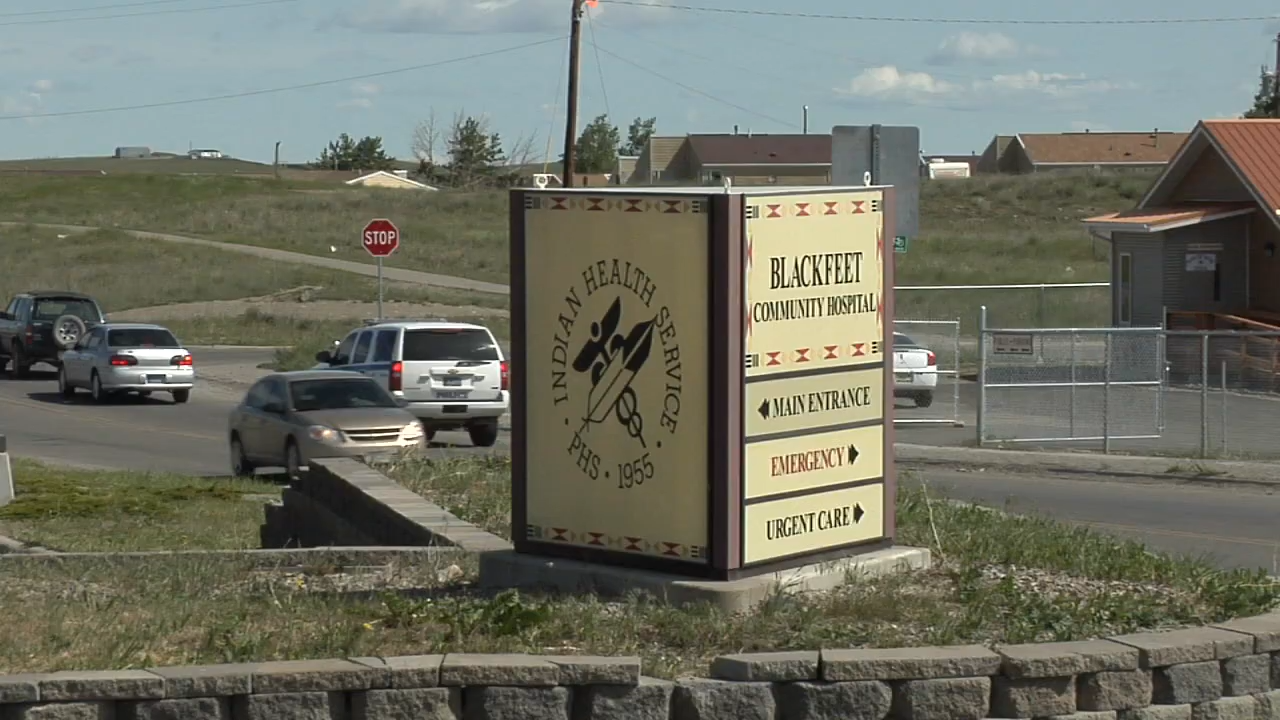 STOP
INDIAN HEALTH SERVICE
PHS · 1955
BLACKFEET
COMMUNITY HOSPITAL
MAIN ENTRANCE
EMERGENCY
URGENT CARE